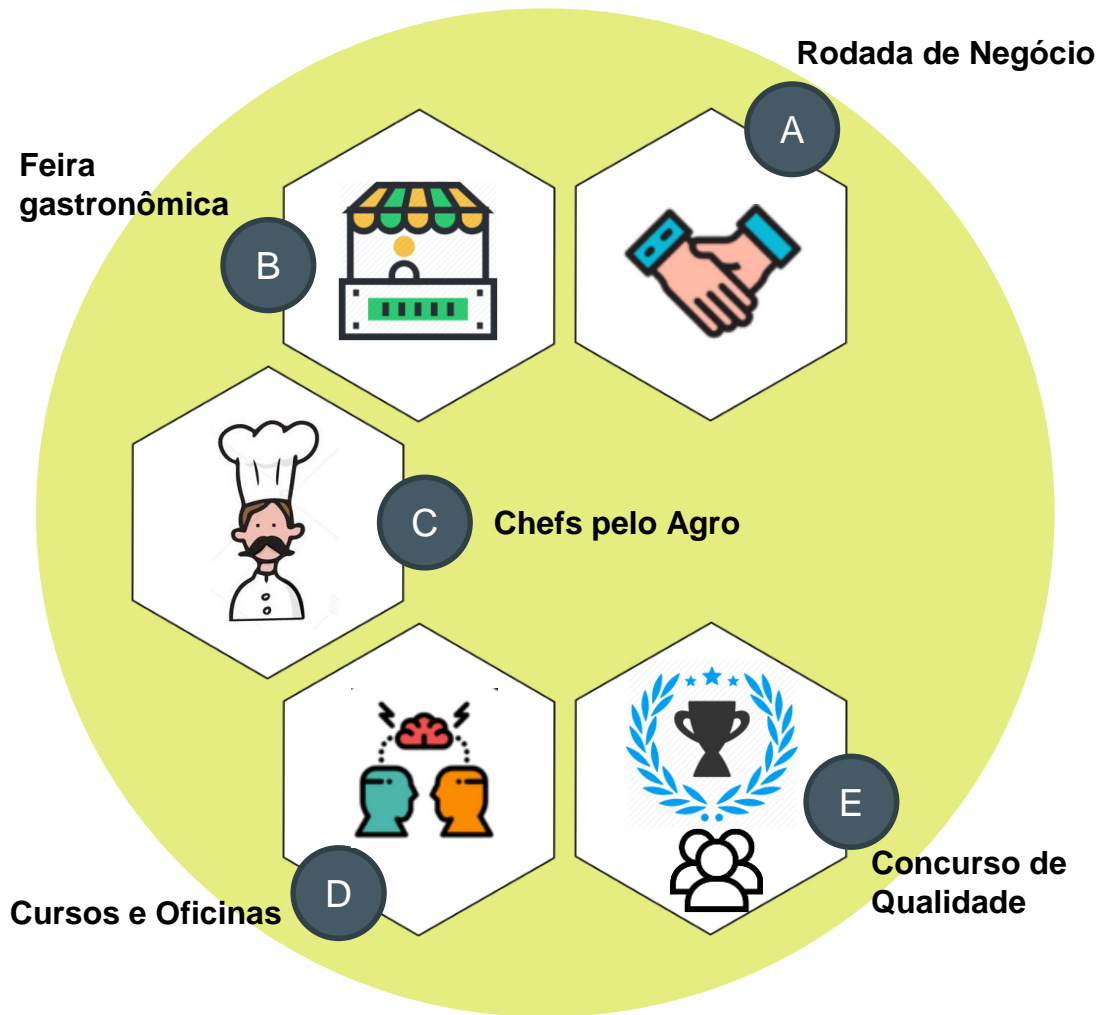 Rodada de Negócio
A
Feira
gastronômica
B
C
Chefs pelo Agro
E
Concurso de
Qualidade
D
Cursos e Oficinas